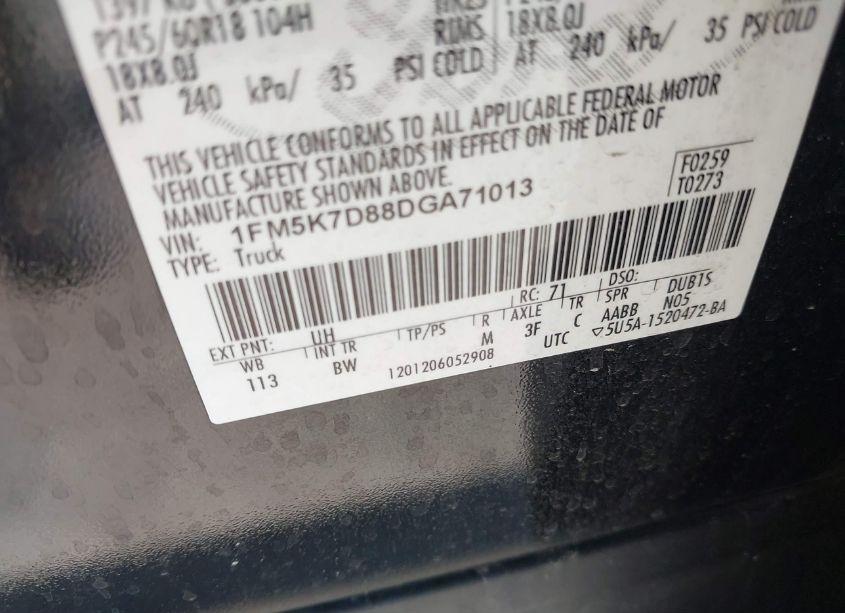 P245/60R18 104H
18X8.0J
AT 240 kPa/ 35 PSI COLD
RIMS 18X8.0J
AT 240 kPa/ 35 PSI COLD
THIS VEHICLE CONFORMS TO ALL APPLICABLE FEDERAL MOTOR
VEHICLE SAFETY STANDARDS IN EFFECT ON THE DATE OF
MANUFACTURE SHOWN ABOVE.
F0259
T0273
VIN: 1FM5K7D88DGA71013
TYPE: Truck
EXT PNT: UH RC: 71 DSO:
WB INT TR TP/PS R AXLE TR SPR DUB1S
113 BW M 3F C AABB N05
1201206052908 UTC ▽5U5A-1520472-BA